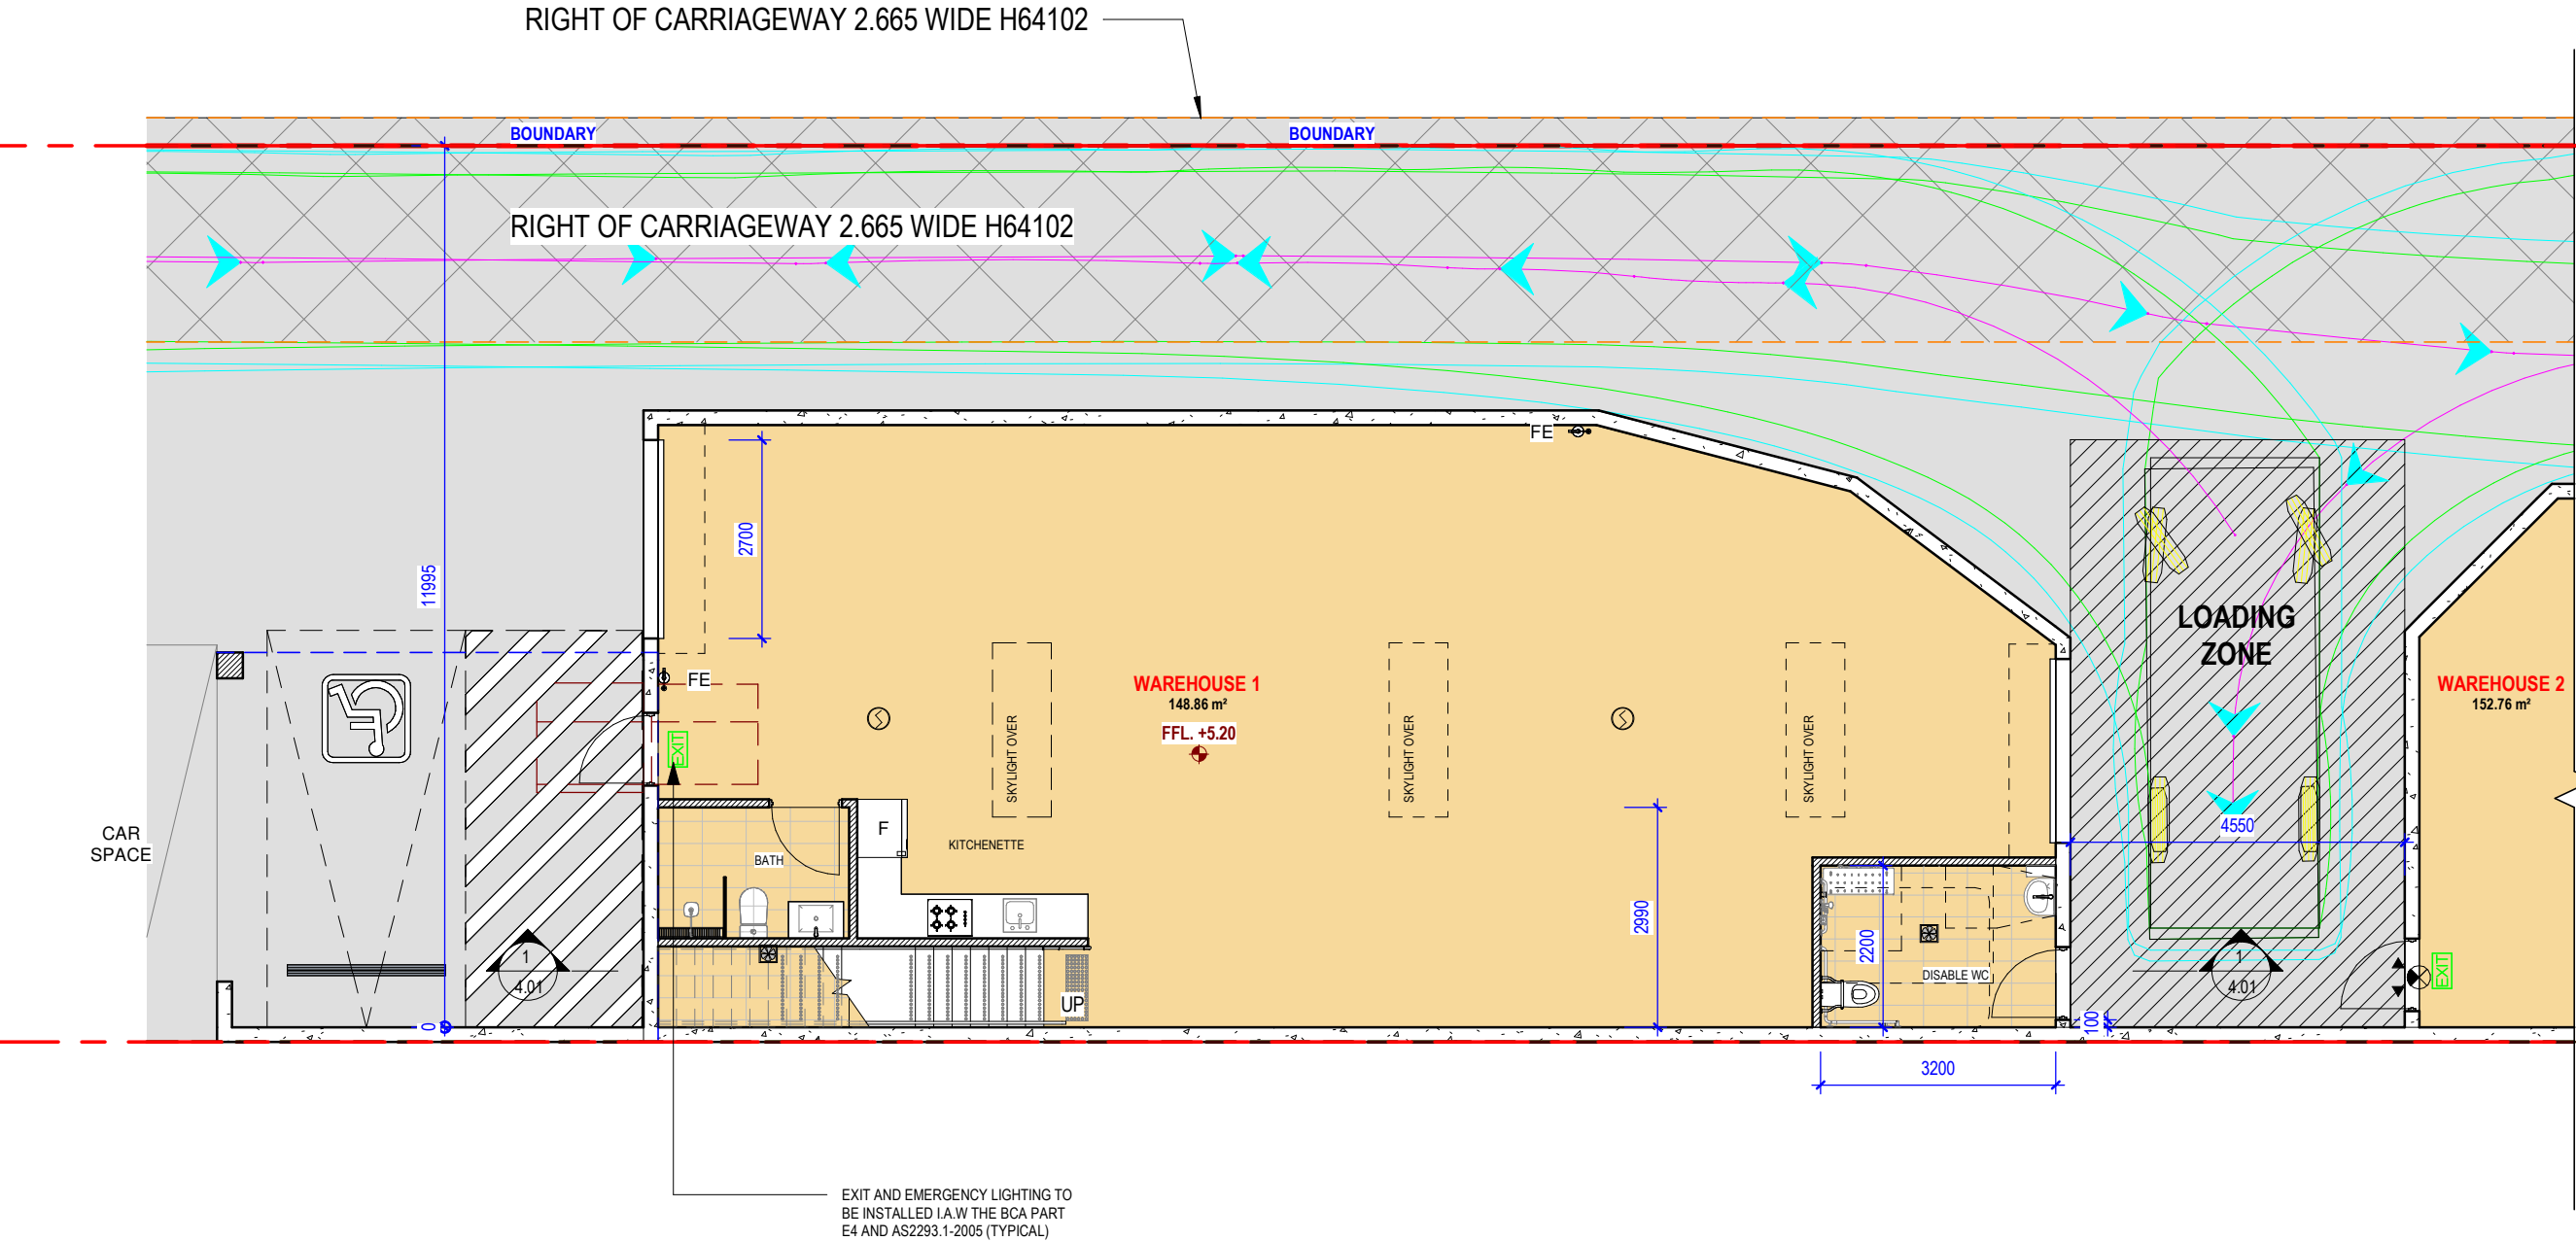 RIGHT OF CARRIAGEWAY 2.665 WIDE H64102
BOUNDARY
BOUNDARY
RIGHT OF CARRIAGEWAY 2.665 WIDE H64102
FE
2700
11995
LOADING
ZONE
FE
WAREHOUSE 1
148.86 m²
FFL. +5.20
WAREHOUSE 2
152.76 m²
EXIT
SKYLIGHT OVER
SKYLIGHT OVER
SKYLIGHT OVER
CAR
SPACE
F
KITCHENETTE
BATH
4550
2990
2200
1
4.01
UP
DISABLE WC
1
4.01
EXIT
0
100
3200
EXIT AND EMERGENCY LIGHTING TO
BE INSTALLED I.A.W THE BCA PART
E4 AND AS2293.1-2005 (TYPICAL)